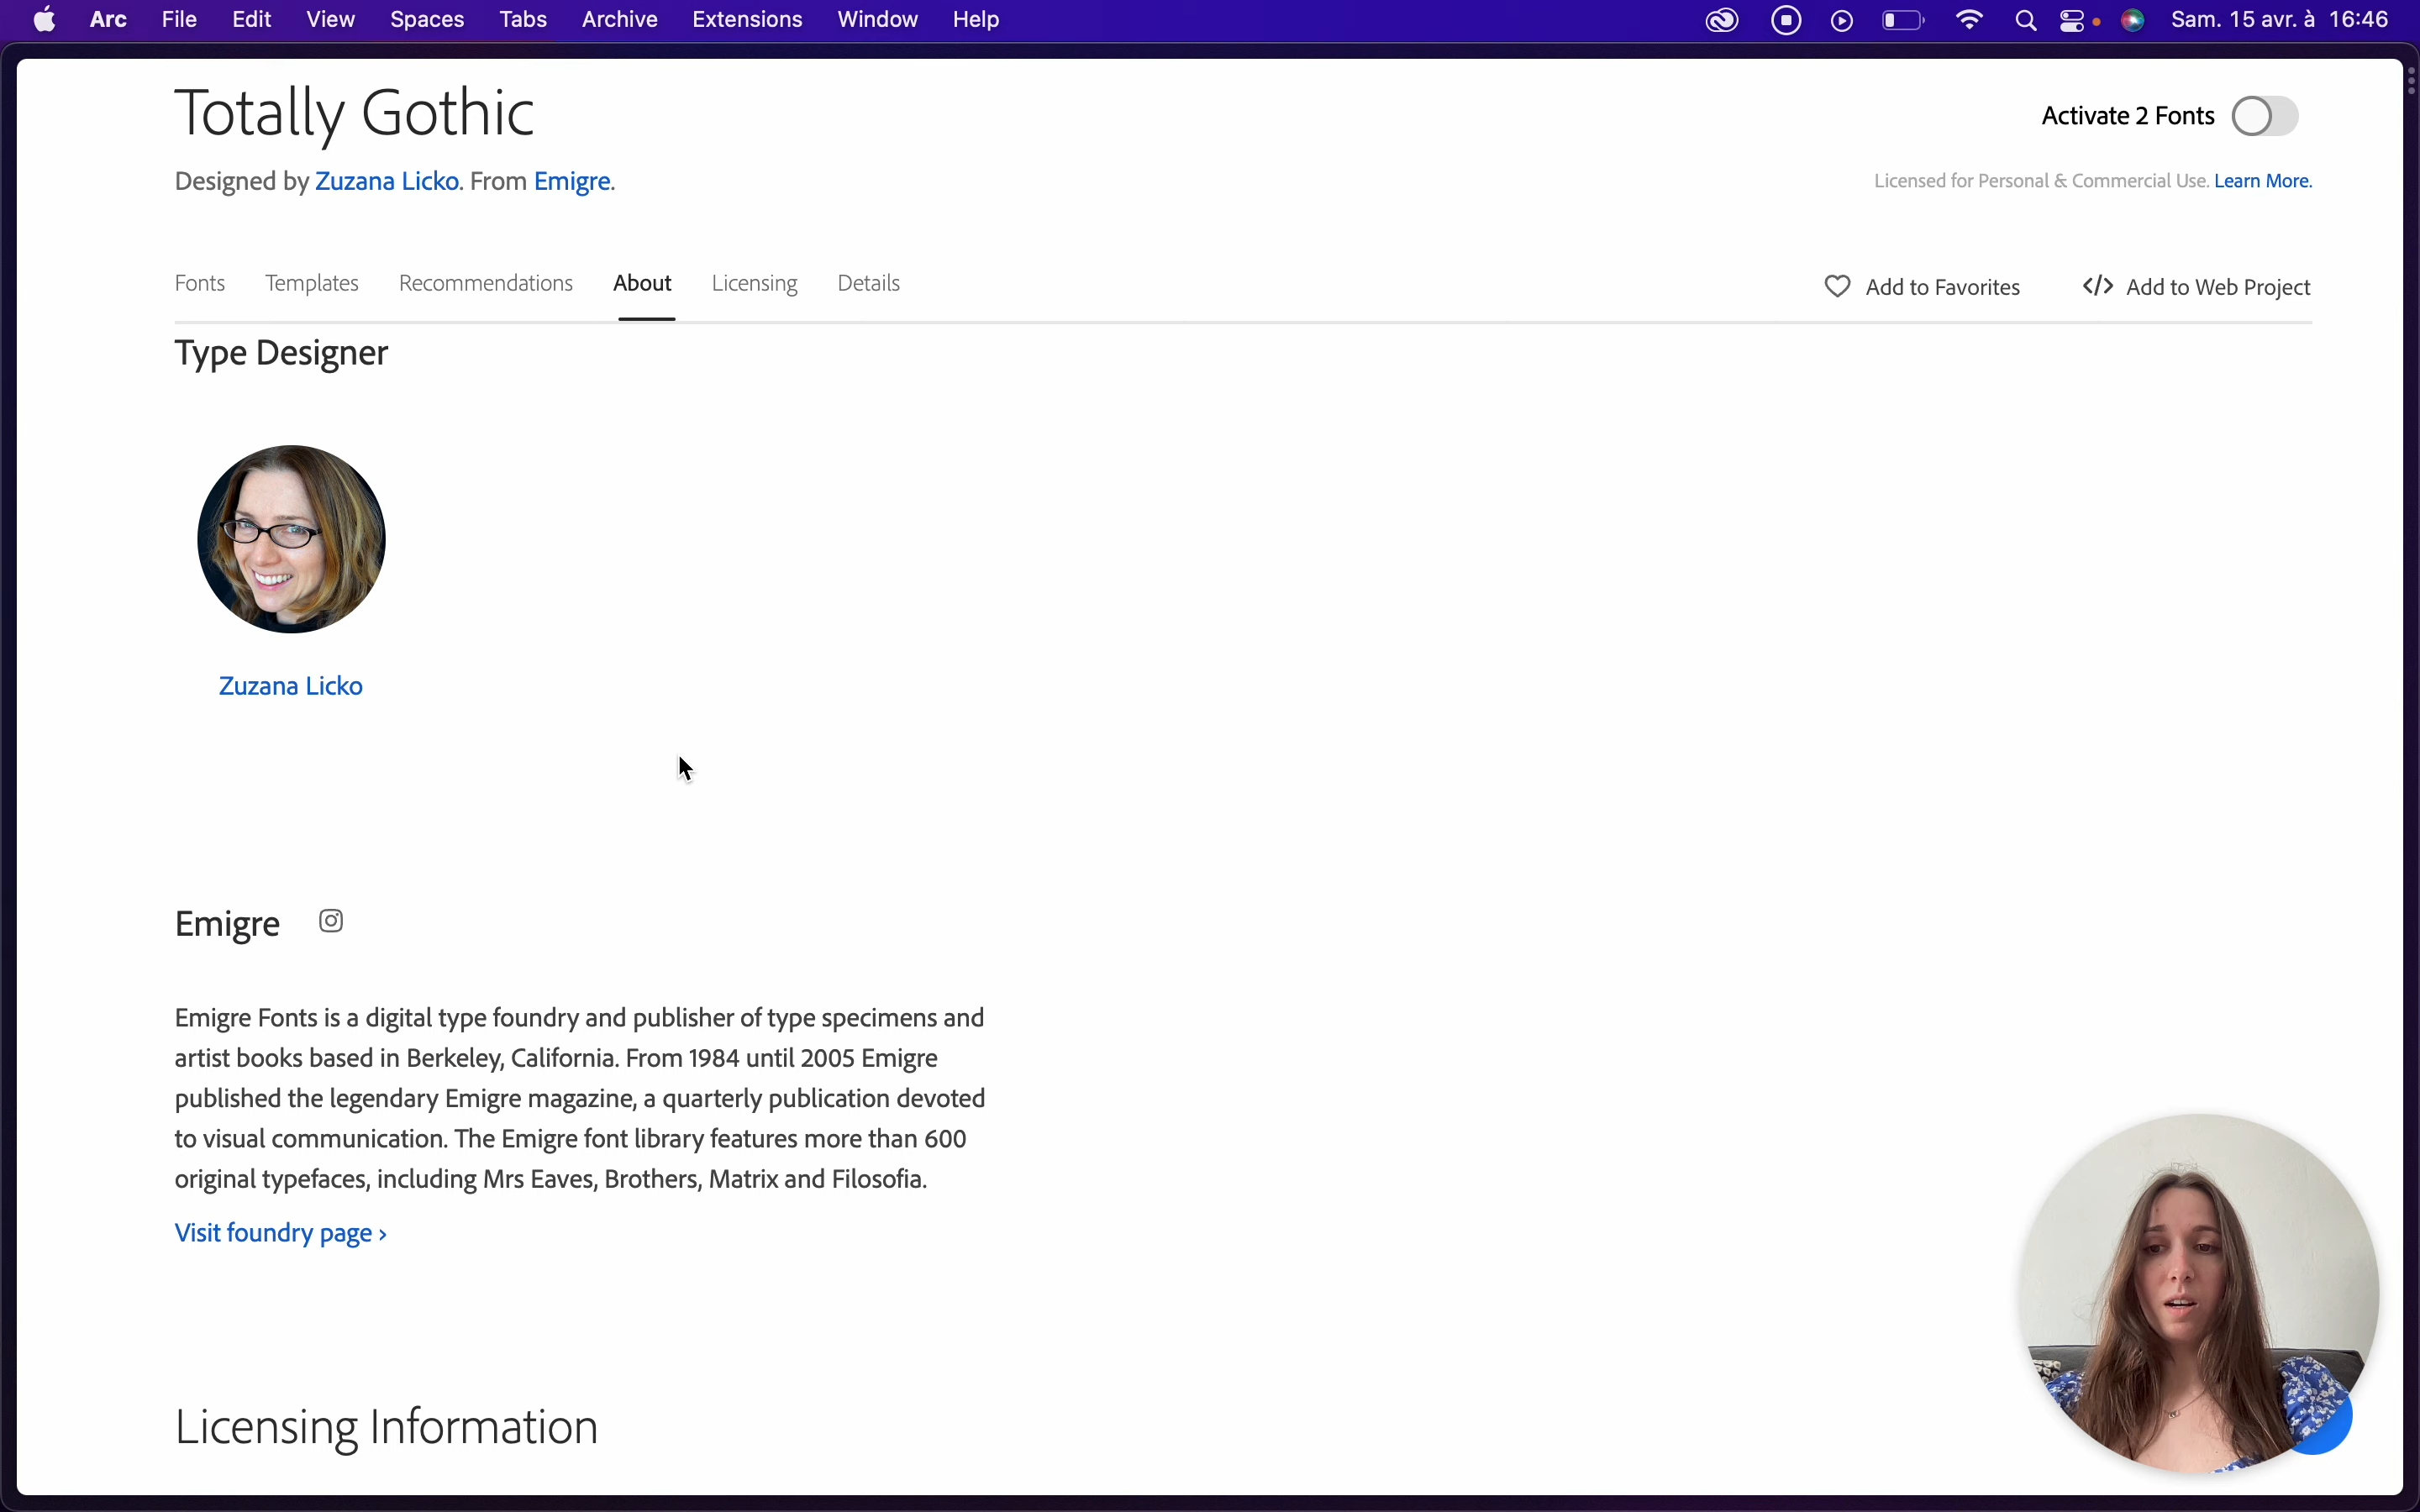 Arc File Edit View Spaces Tabs Archive Extensions Window Help Sam. 15 avr. à 16:46
Totally Gothic
Activate 2 Fonts
Designed by Zuzana Licko. From Emigre.
Licensed for Personal & Commercial Use. Learn More.
Fonts Templates Recommendations About Licensing Details
Add to Favorites </> Add to Web Project
Type Designer
Zuzana Licko
Emigre
Emigre Fonts is a digital type foundry and publisher of type specimens and
artist books based in Berkeley, California. From 1984 until 2005 Emigre
published the legendary Emigre magazine, a quarterly publication devoted
to visual communication. The Emigre font library features more than 600
original typefaces, including Mrs Eaves, Brothers, Matrix and Filosofia.
Visit foundry page ›
Licensing Information